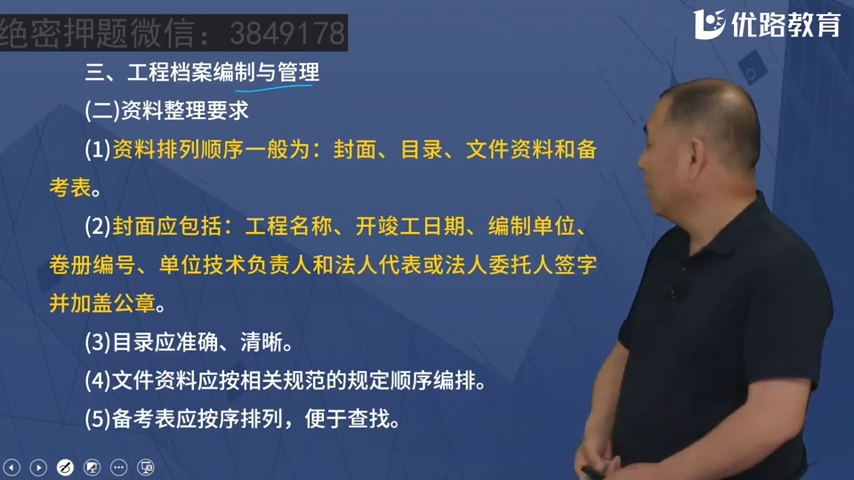 绝密押题微信：3849178
优路教育
三、工程档案编制与管理
(二)资料整理要求
(1)资料排列顺序一般为：封面、目录、文件资料和备
考表。
(2)封面应包括：工程名称、开竣工日期、编制单位、
卷册编号、单位技术负责人和法人代表或法人委托人签字
并加盖公章。
(3)目录应准确、清晰。
(4)文件资料应按相关规范的规定顺序编排。
(5)备考表应按序排列，便于查找。